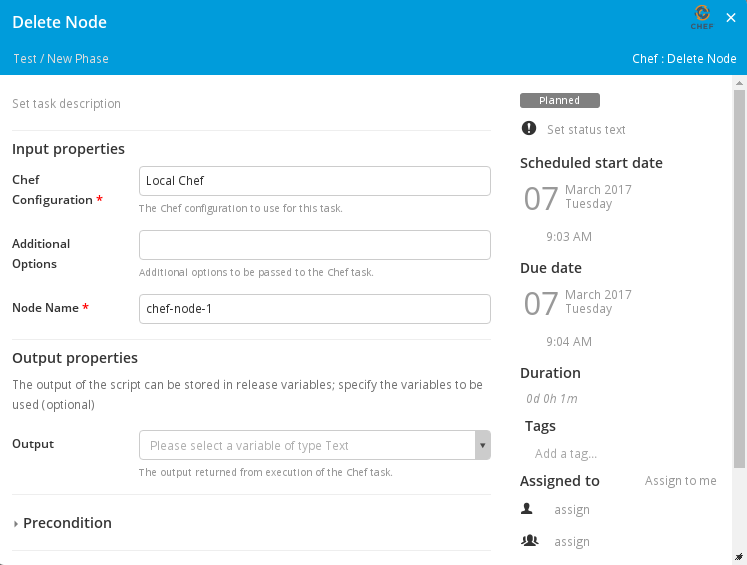 Delete Node
CHEF
×
Test / New Phase
Chef : Delete Node
Set task description
Input properties
Chef
Configuration *
Local Chef
The Chef configuration to use for this task.
Additional
Options
Additional options to be passed to the Chef task.
Node Name *
chef-node-1
Output properties
The output of the script can be stored in release variables; specify the variables to be
used (optional)
Output
Please select a variable of type Text
The output returned from execution of the Chef task.
Precondition
Planned
Set status text
Scheduled start date
07
March 2017
Tuesday
9:03 AM
Due date
07
March 2017
Tuesday
9:04 AM
Duration
0d 0h 1m
Tags
Add a tag...
Assigned to
Assign to me
assign
assign